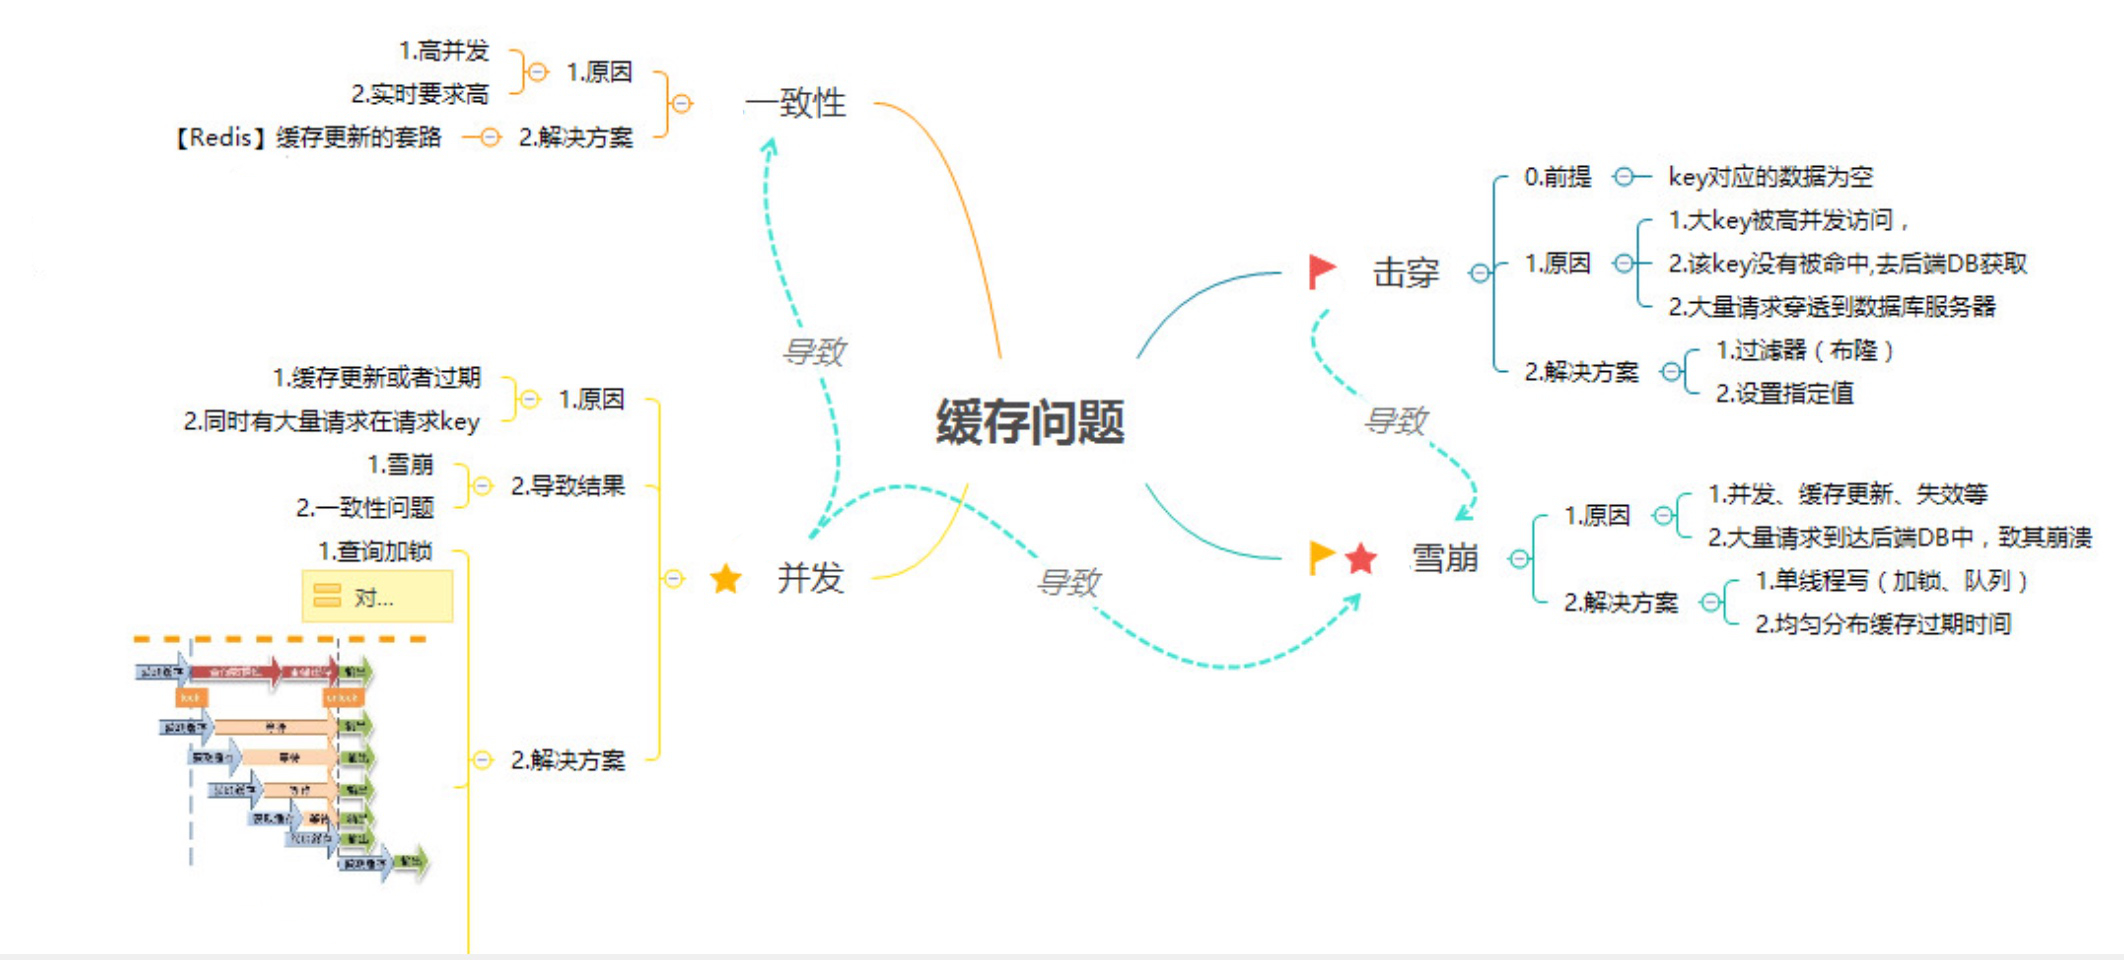 缓存问题
一致性
1.原因
1.高并发
2.实时要求高
2.解决方案
【Redis】缓存更新的套路
导致
击穿
0.前提
key对应的数据为空
1.原因
1.大key被高并发访问，
2.该key没有被命中,去后端DB获取
2.大量请求穿透到数据库服务器
2.解决方案
1.过滤器（布隆）
2.设置指定值
导致
雪崩
1.原因
1.并发、缓存更新、失效等
2.大量请求到达后端DB中，致其崩溃
2.解决方案
1.单线程写（加锁、队列）
2.均匀分布缓存过期时间
导致
并发
1.原因
1.缓存更新或者过期
2.同时有大量请求在请求key
2.导致结果
1.雪崩
2.一致性问题
2.解决方案
1.查询加锁
对...
lock
unlock
等待
等待
等待